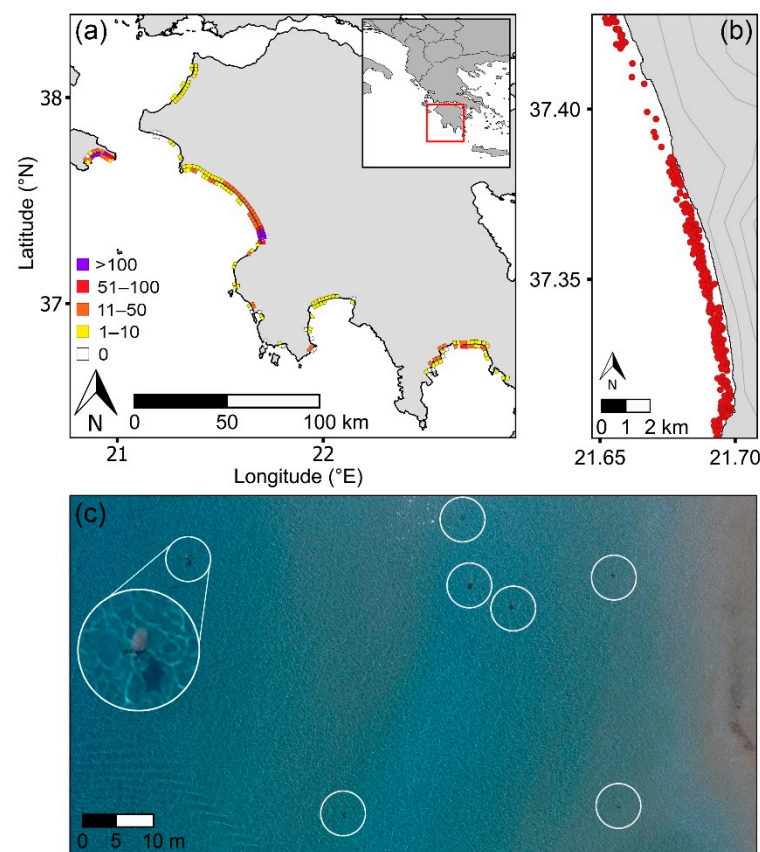 (a)
38
37
Latitude (°N)
>100
51–100
11–50
1–10
0
N
0 50 100 km
21 22
Longitude (°E)
(b)
37.40
37.35
N
0 1 2 km
21.65 21.70
(c)
0 5 10 m